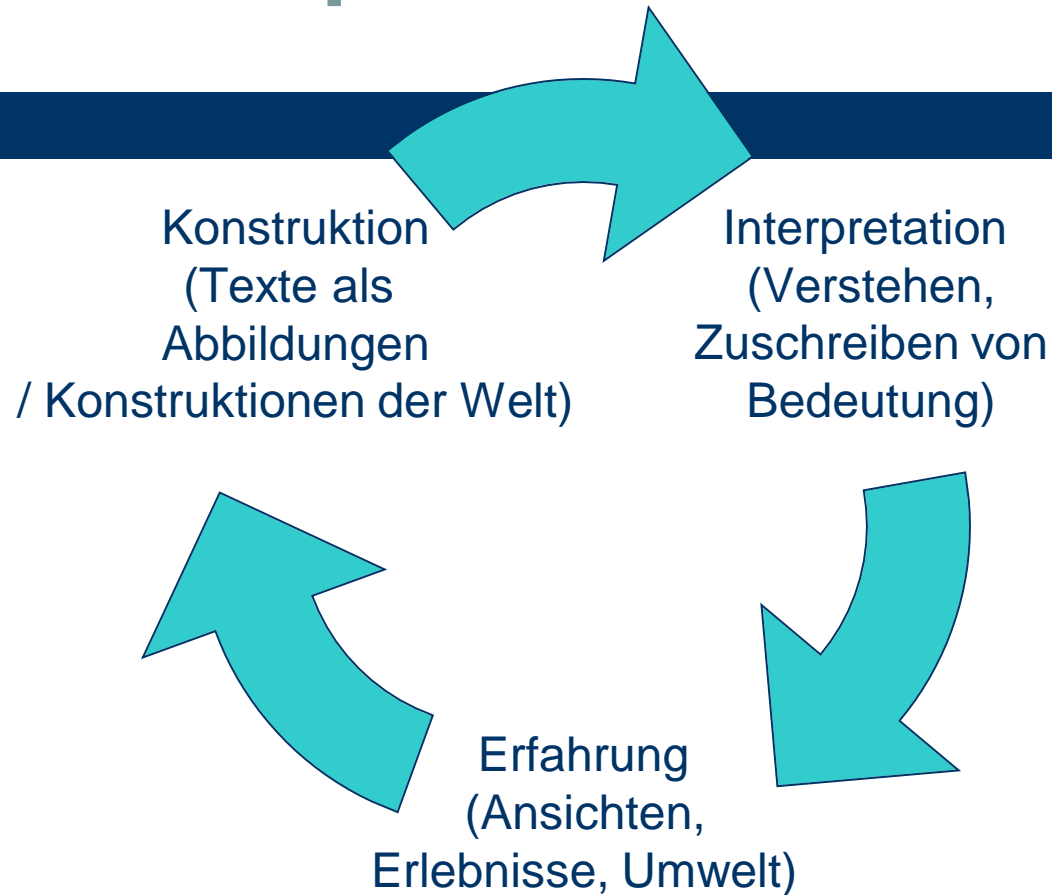 Konstruktion
(Texte als
Abbildungen
/ Konstruktionen der Welt)
Interpretation
(Verstehen,
Zuschreiben von
Bedeutung)
Erfahrung
(Ansichten,
Erlebnisse, Umwelt)